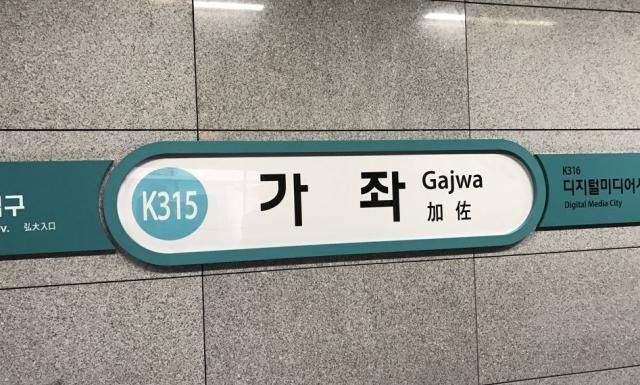 구
v. 弘大入口
K315
가 좌
Gajwa
加佐
K316
디지털미디어
Digital Media City